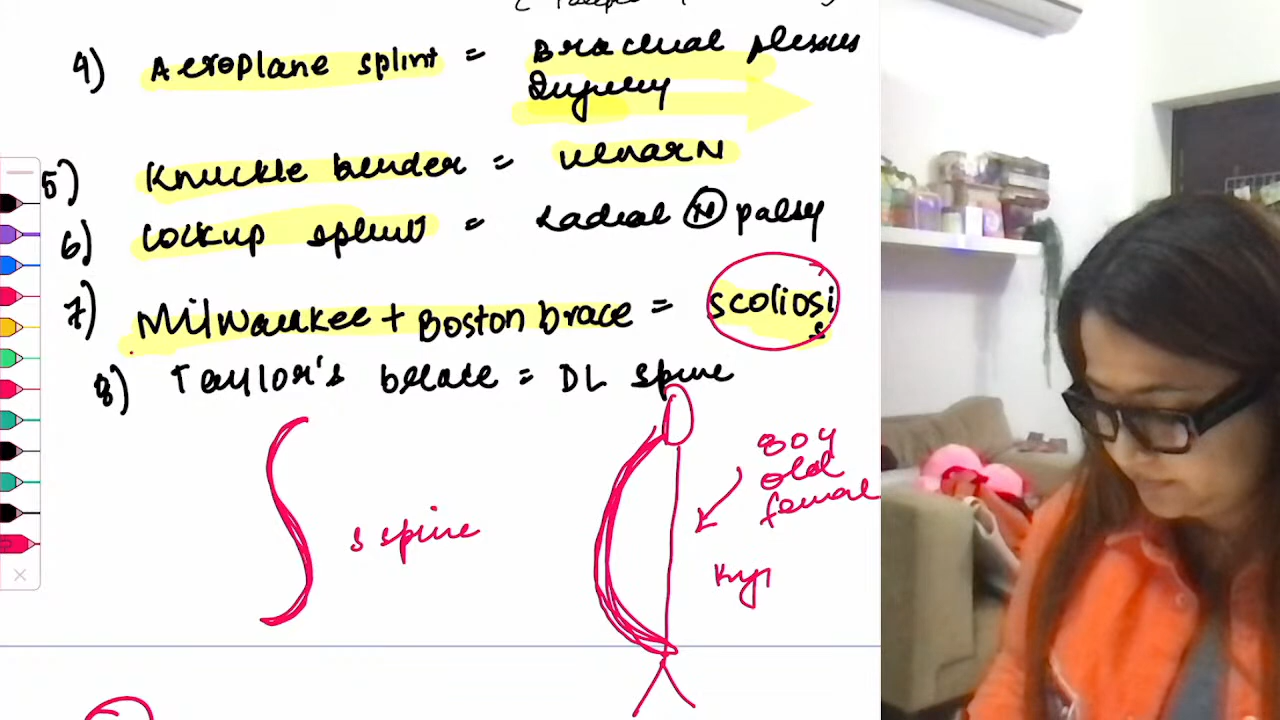 4) Aeroplane splint = Brachial plexus
Injury
5) Knuckle bender = ulnar N
6) Cockup splint = Radial N palsy
7) Milwaukee + Boston brace = scoliosi
s
8) Taylor's brace = DL spine
S spine
80 y
old
female
kyp